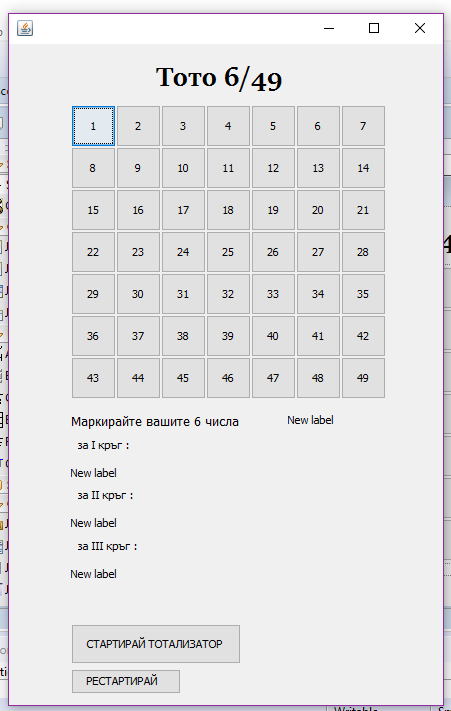 Тото 6/49
1 2 3 4 5 6 7
8 9 10 11 12 13 14
15 16 17 18 19 20 21
22 23 24 25 26 27 28
29 30 31 32 33 34 35
36 37 38 39 40 41 42
43 44 45 46 47 48 49
Маркирайте вашите 6 числа New label
за I кръг :
New label
за II кръг :
New label
за III кръг :
New label
СТАРТИРАЙ ТОТАЛИЗАТОР
РЕСТАРТИРАЙ